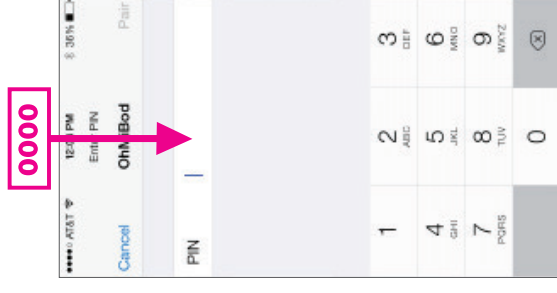 0000
AT&T 12:04 PM 36%
Enter PIN
Cancel OhMiBod Pair
PIN
1 2 ABC 3 DEF
4 GHI 5 JKL 6 MNO
7 PQRS 8 TUV 9 WXYZ
0